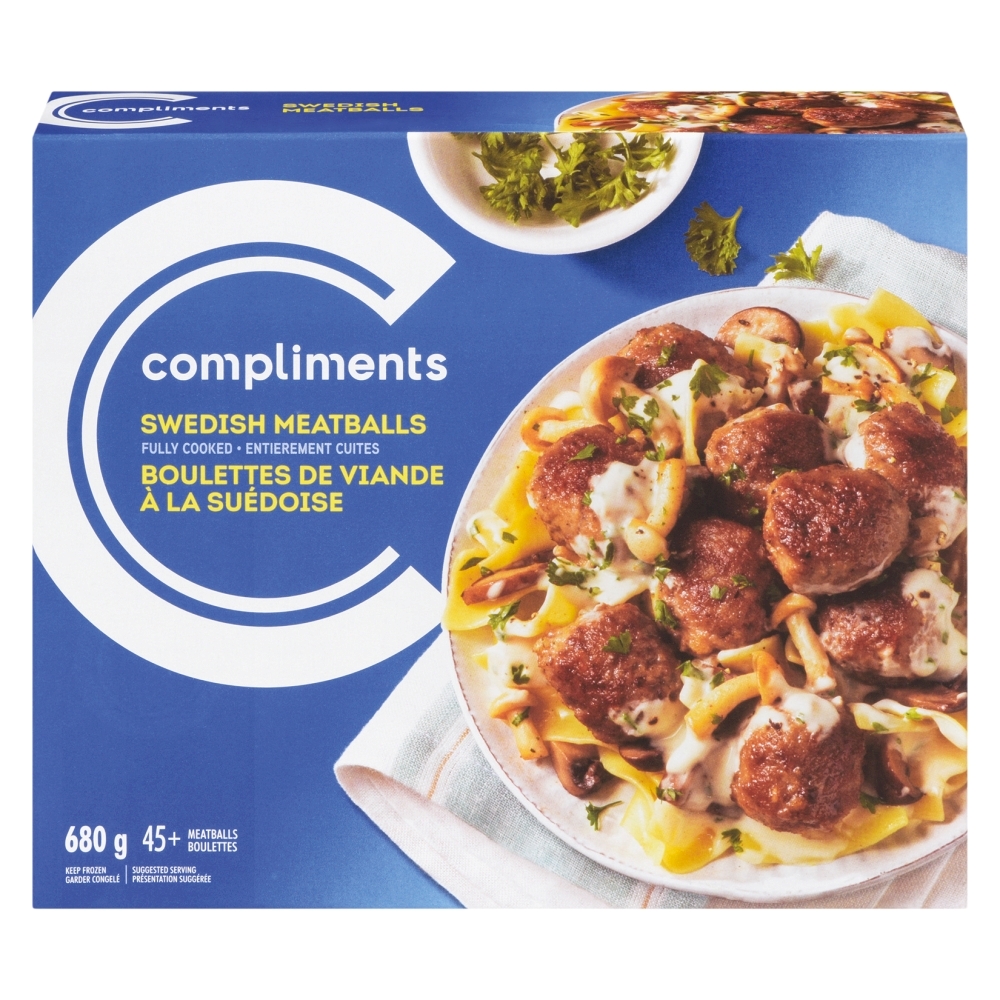 compliments
SWEDISH
MEATBALLS
compliments
SWEDISH MEATBALLS
FULLY COOKED • ENTIEREMENT CUITES
BOULETTES DE VIANDE
À LA SUÉDOISE
680 g
45+
MEATBALLS
BOULETTES
KEEP FROZEN
GARDER CONGELÉ
SUGGESTED SERVING
PRÉSENTATION SUGGÉRÉE